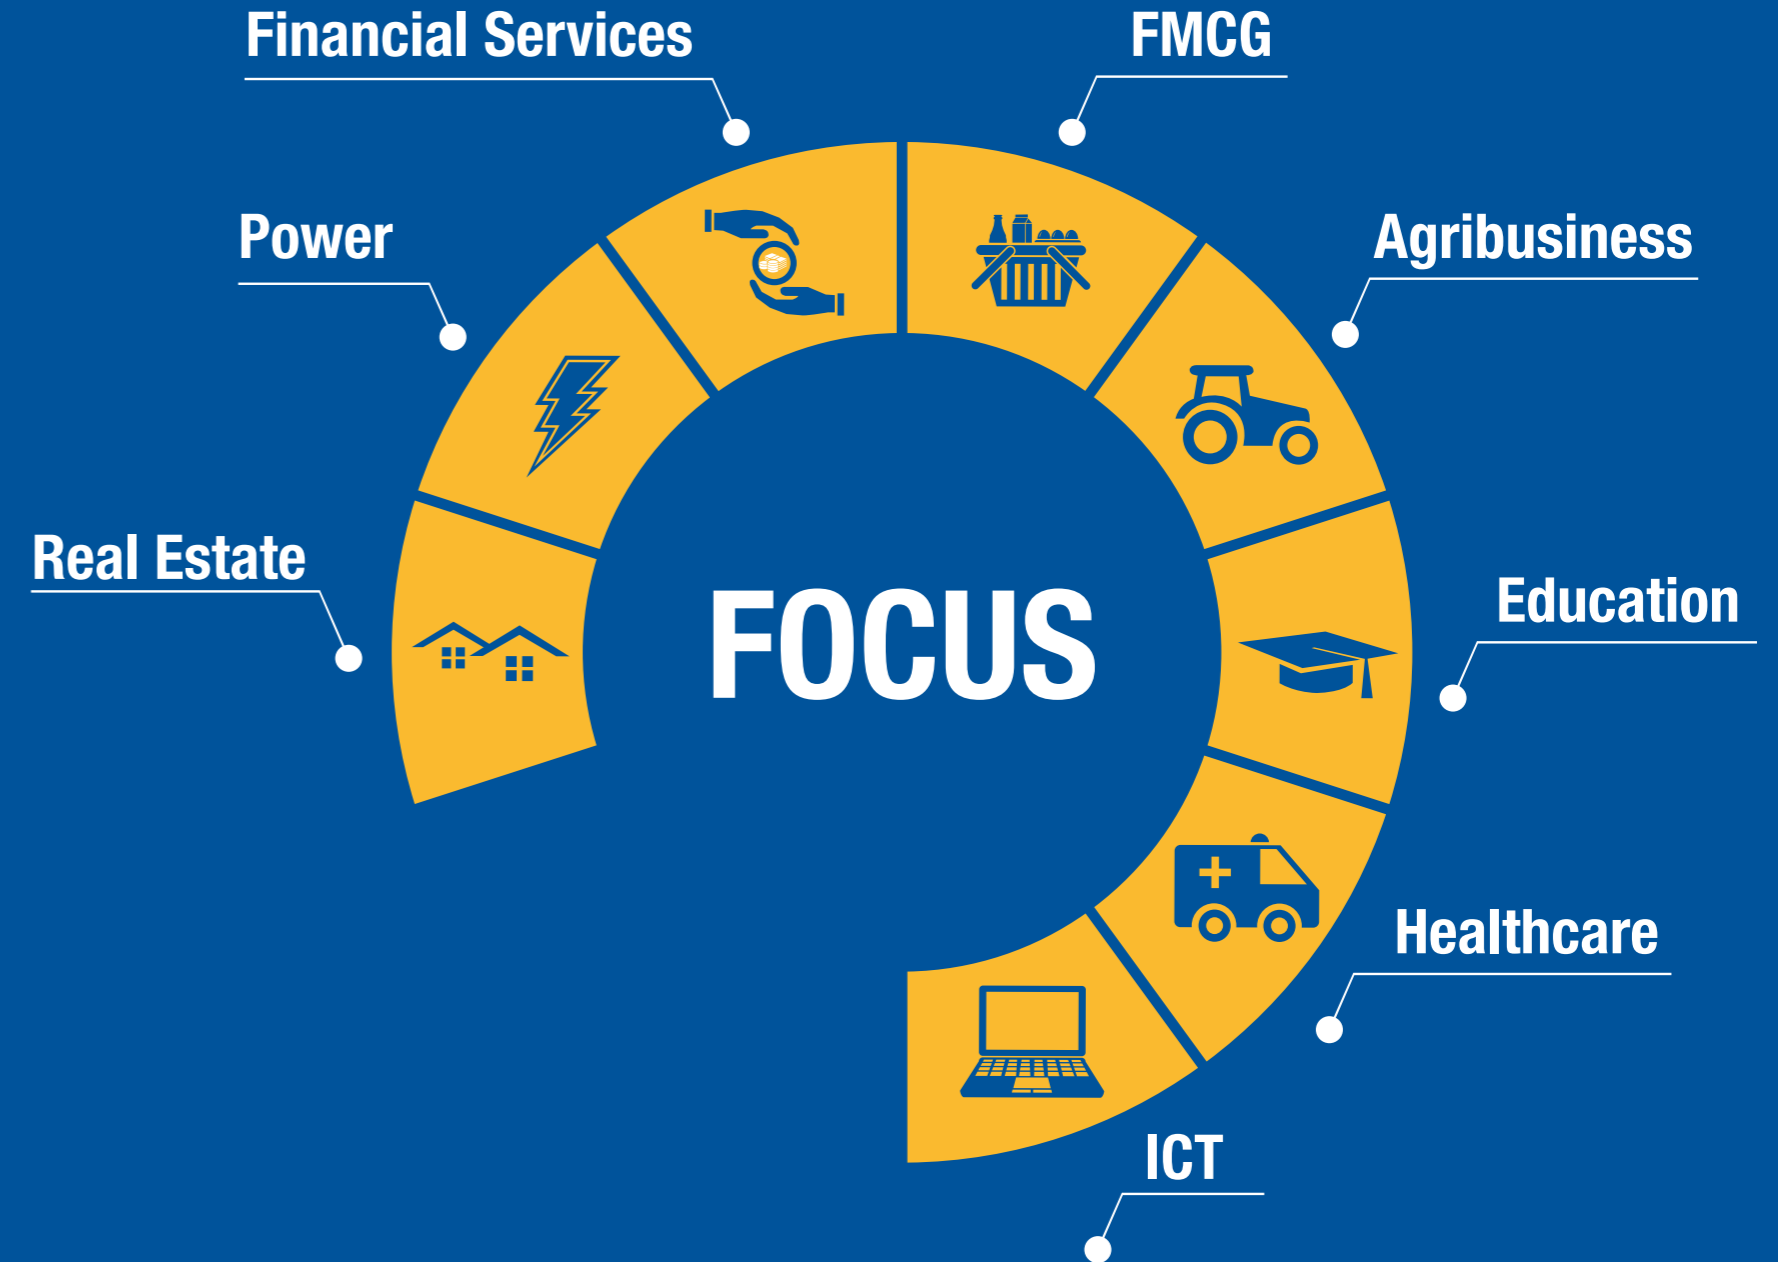 Financial Services
FMCG
Power
Agribusiness
Real Estate
Education
FOCUS
Healthcare
ICT